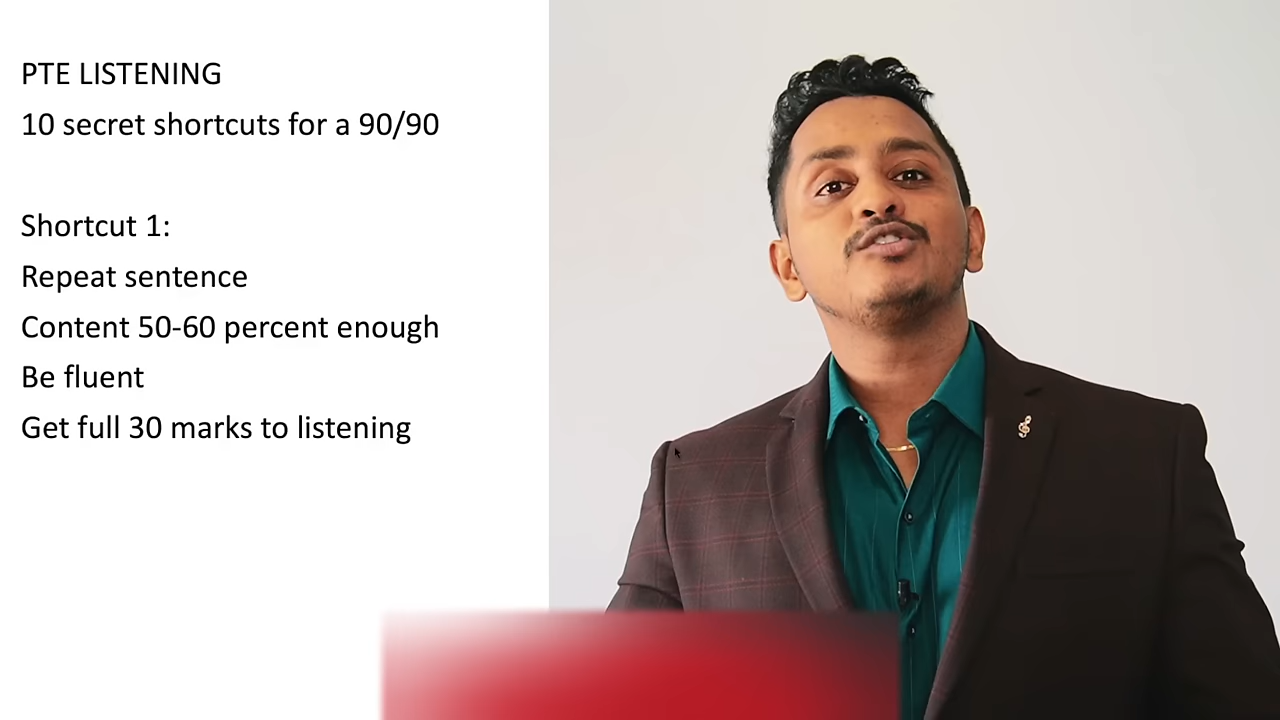 PTE LISTENING
10 secret shortcuts for a 90/90
Shortcut 1:
Repeat sentence
Content 50-60 percent enough
Be fluent
Get full 30 marks to listening